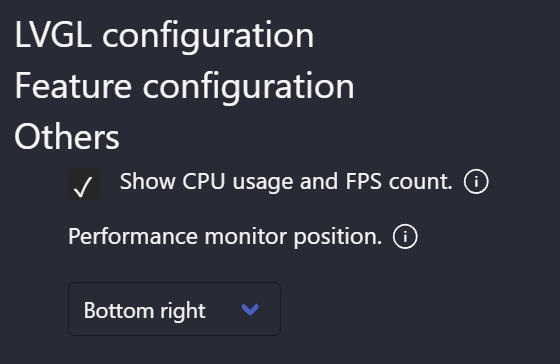 LVGL configuration
Feature configuration
Others
Show CPU usage and FPS count.
Performance monitor position.
Bottom right